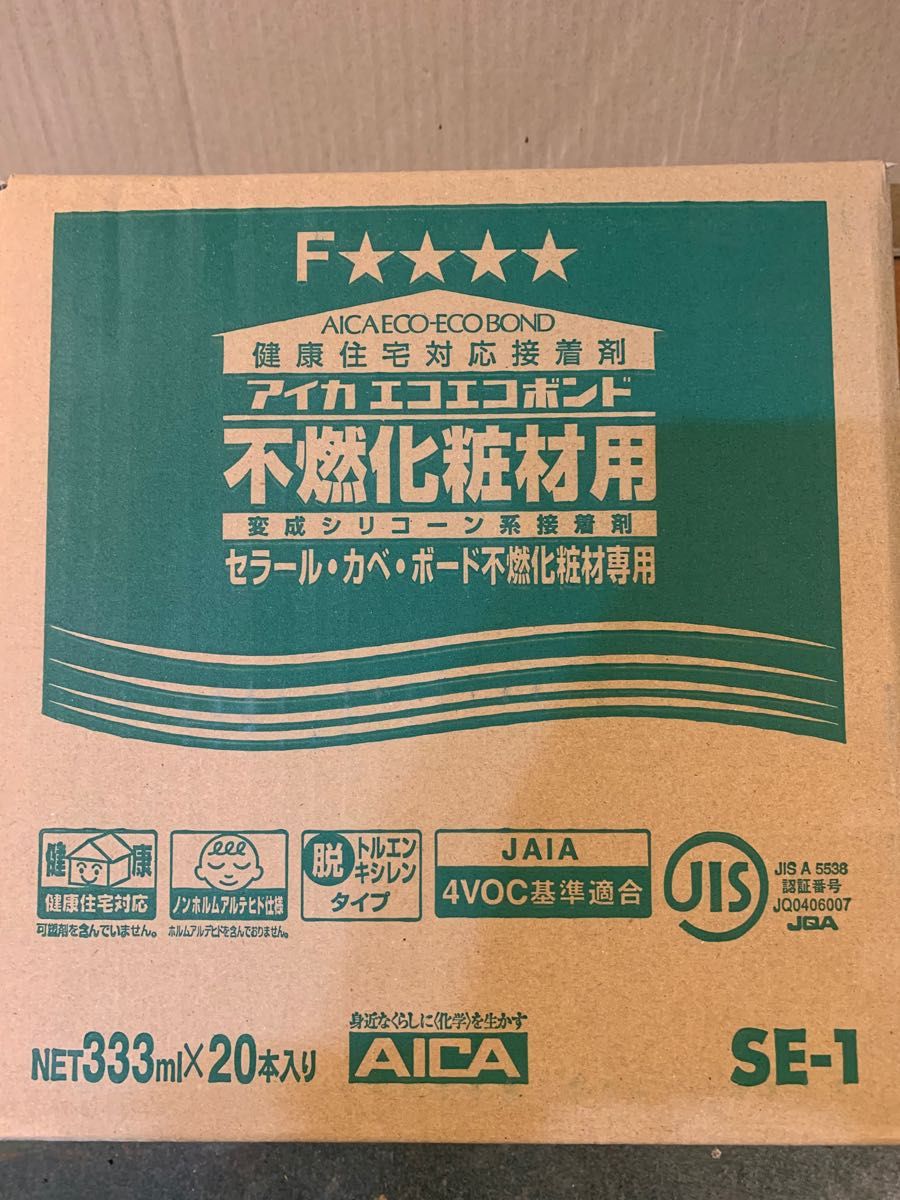 F★★★★
AICA ECO-ECO BOND
健康住宅対応接着剤
アイカ エコエコボンド
不燃化粧材用
変成シリコーン系接着剤
セラール・カベ・ボード不燃化粧材専用
健康
健康住宅対応
可塑剤を含んでいません。
ノンホルムアルデヒド仕様
ホルムアルデヒドを含んでおりません。
脱トルエンキシレン
タイプ
JAIA
4VOC基準適合
JIS
JIS A 5538
認証番号
JQ0406007
JQA
NET333ml×20本入り
身近なくらしに〈化学〉を生かす
AICA
SE-1